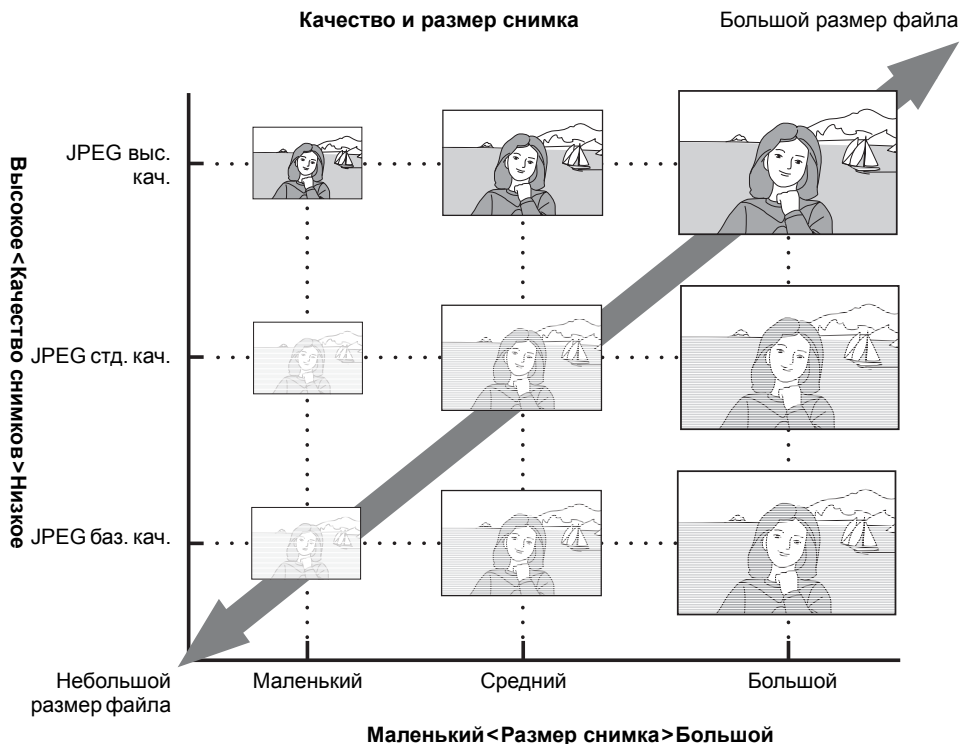 Качество и размер снимка
Большой размер файла
Высокое<Качество снимков>Низкое
JPEG выс.
кач.
JPEG стд. кач.
JPEG баз. кач.
Небольшой
размер файла
Маленький
Средний
Большой
Маленький<Размер снимка>Большой